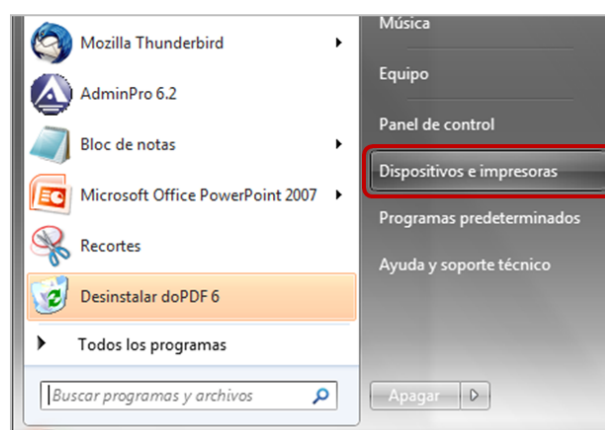 Mozilla Thunderbird
AdminPro 6.2
Bloc de notas
Microsoft Office PowerPoint 2007
Recortes
Desinstalar doPDF 6
Todos los programas
Buscar programas y archivos
Música
Equipo
Panel de control
Dispositivos e impresoras
Programas predeterminados
Ayuda y soporte técnico
Apagar